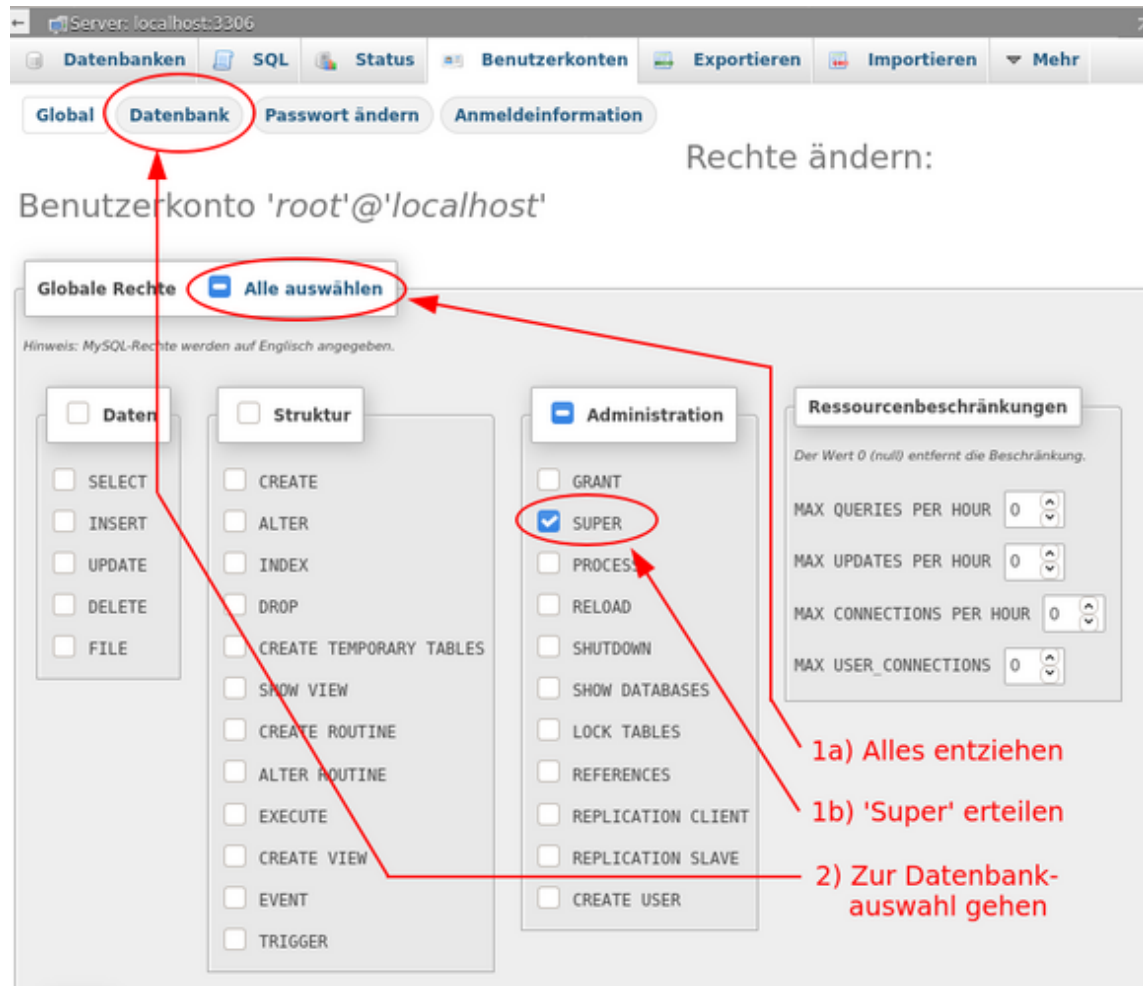 Server: localhost:3306
Datenbanken SQL Status Benutzerkonten Exportieren Importieren Mehr
Global Datenbank Passwort ändern Anmeldeinformation
Rechte ändern:
Benutzerkonto 'root'@'localhost'
Globale Rechte Alle auswählen
Hinweis: MySQL-Rechte werden auf Englisch angegeben.
Daten
SELECT
INSERT
UPDATE
DELETE
FILE
Struktur
CREATE
ALTER
INDEX
DROP
CREATE TEMPORARY TABLES
SHOW VIEW
CREATE ROUTINE
ALTER ROUTINE
EXECUTE
CREATE VIEW
EVENT
TRIGGER
Administration
GRANT
SUPER
PROCESS
RELOAD
SHUTDOWN
SHOW DATABASES
LOCK TABLES
REFERENCES
REPLICATION CLIENT
REPLICATION SLAVE
CREATE USER
Ressourcenbeschränkungen
Der Wert 0 (null) entfernt die Beschränkung.
MAX QUERIES PER HOUR 0
MAX UPDATES PER HOUR 0
MAX CONNECTIONS PER HOUR 0
MAX USER_CONNECTIONS 0
1a) Alles entziehen
1b) 'Super' erteilen
2) Zur Datenbank-
auswahl gehen